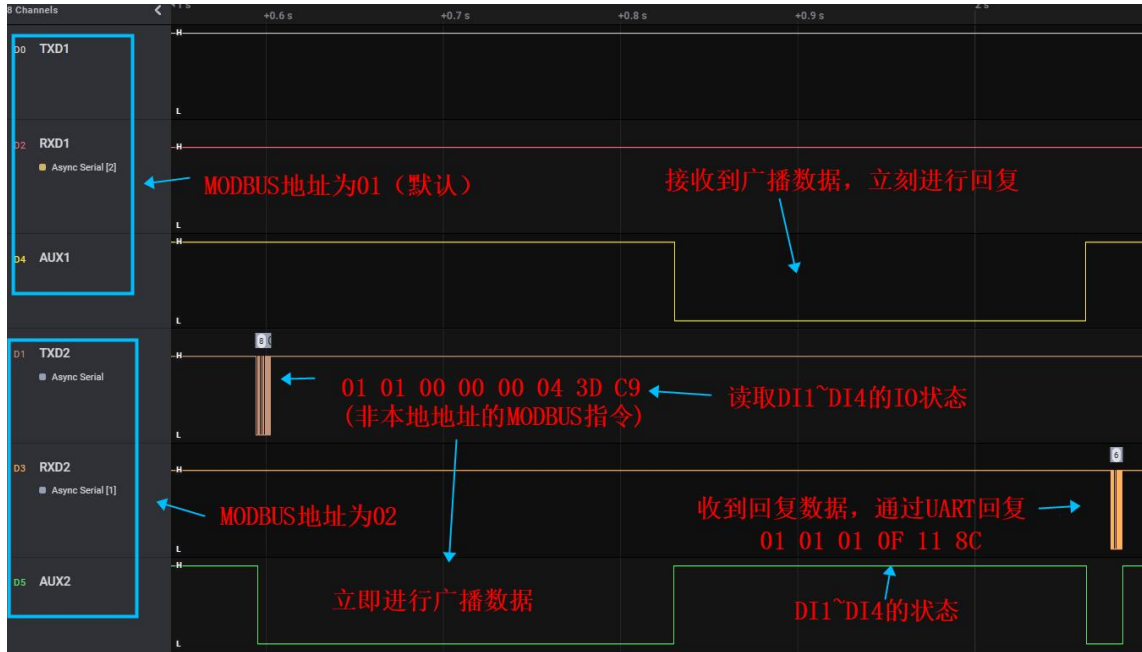 8 Channels
+0.6 s
+0.7 s
+0.8 s
+0.9 s
D0 TXD1
H
L
D2 RXD1
Async Serial [2]
H
L
MODBUS地址为01（默认）
接收到广播数据，立刻进行回复
D4 AUX1
H
L
D1 TXD2
Async Serial
H
L
8
01 01 00 00 00 04 3D C9
(非本地地址的MODBUS指令)
读取DI1~DI4的IO状态
D3 RXD2
Async Serial [1]
H
L
6
MODBUS地址为02
收到回复数据，通过UART回复
01 01 01 0F 11 8C
D5 AUX2
H
L
立即进行广播数据
DI1~DI4的状态